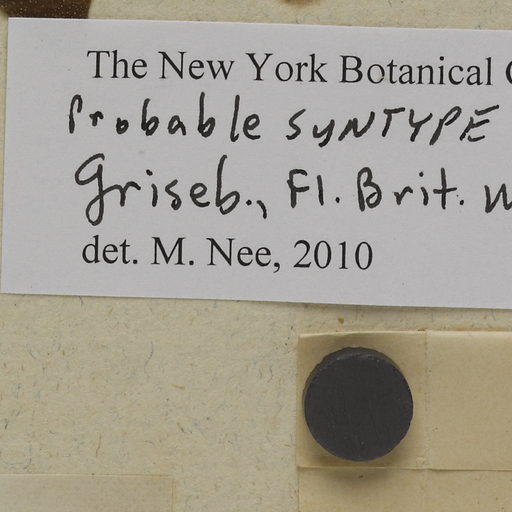 The New York Botanical
Probable SYNTYPE
Griseb., Fl. Brit. W
det. M. Nee, 2010